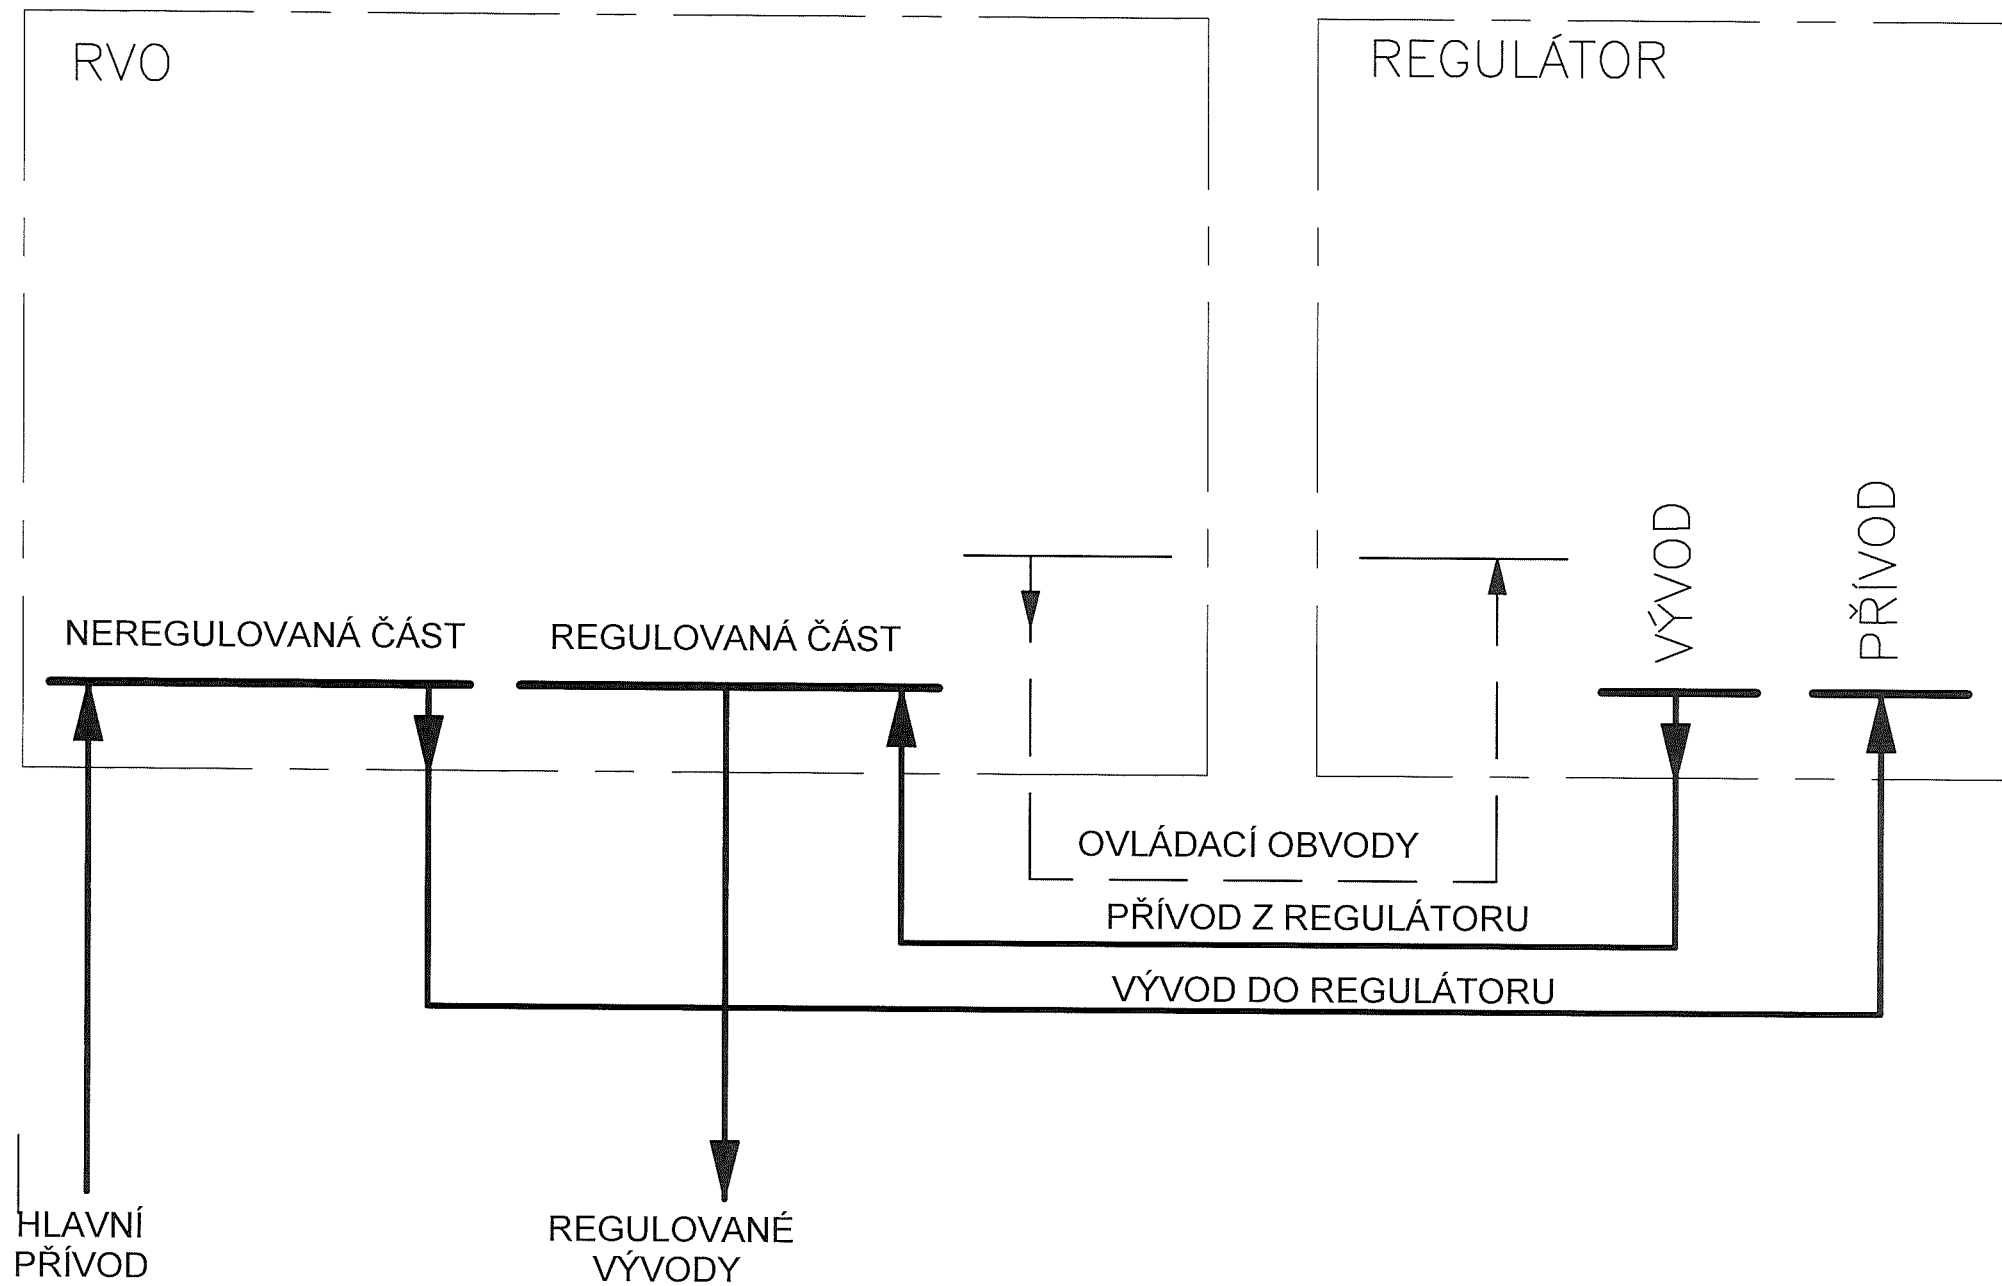 RVO
REGULÁTOR
VÝVOD
PŘÍVOD
NEREGULOVANÁ ČÁST
REGULOVANÁ ČÁST
OVLÁDACÍ OBVODY
PŘÍVOD Z REGULÁTORU
VÝVOD DO REGULÁTORU
HLAVNÍ
PŘÍVOD
REGULOVANÉ
VÝVODY